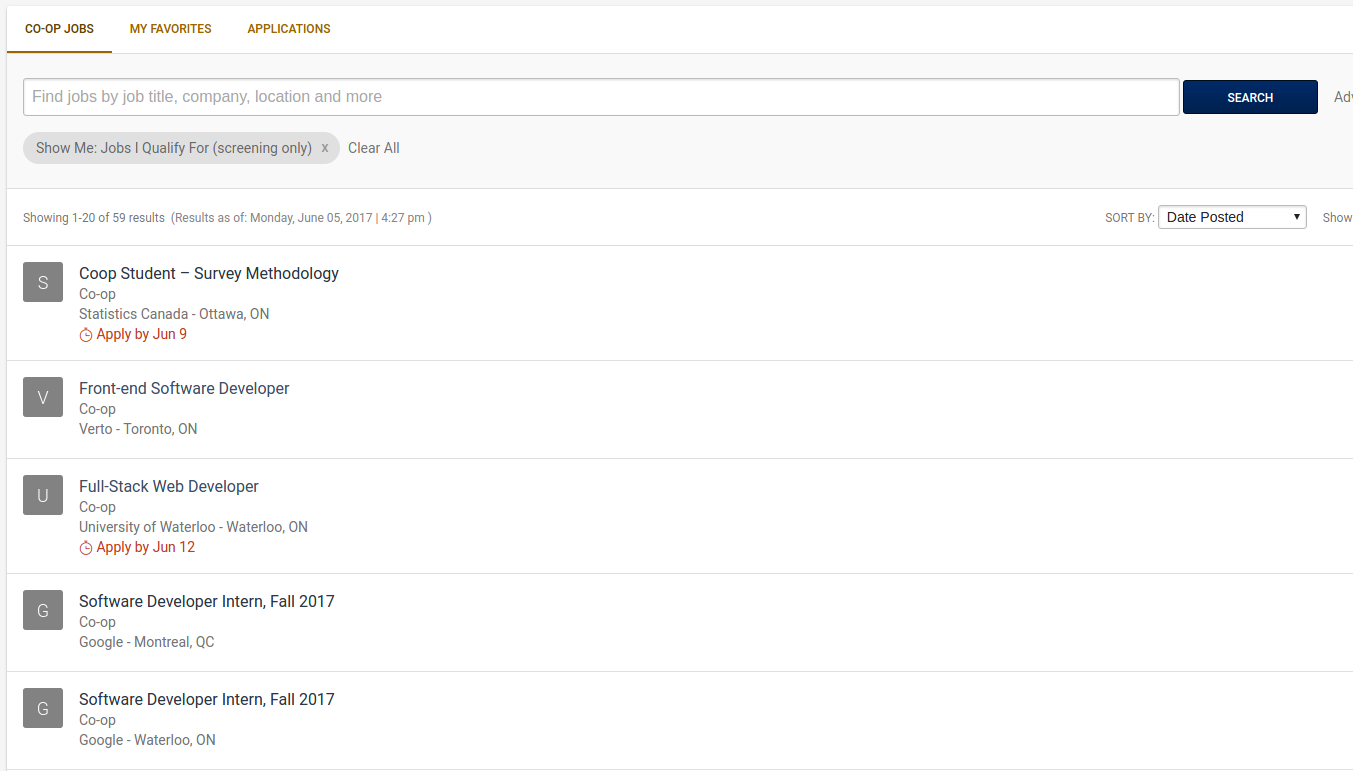 CO-OP JOBS MY FAVORITES APPLICATIONS
Find jobs by job title, company, location and more SEARCH
Show Me: Jobs I Qualify For (screening only) x Clear All
Showing 1-20 of 59 results (Results as of: Monday, June 05, 2017 | 4:27 pm ) SORT BY: Date Posted Show
S
Coop Student – Survey Methodology
Co-op
Statistics Canada - Ottawa, ON
Apply by Jun 9
V
Front-end Software Developer
Co-op
Verto - Toronto, ON
U
Full-Stack Web Developer
Co-op
University of Waterloo - Waterloo, ON
Apply by Jun 12
G
Software Developer Intern, Fall 2017
Co-op
Google - Montreal, QC
G
Software Developer Intern, Fall 2017
Co-op
Google - Waterloo, ON